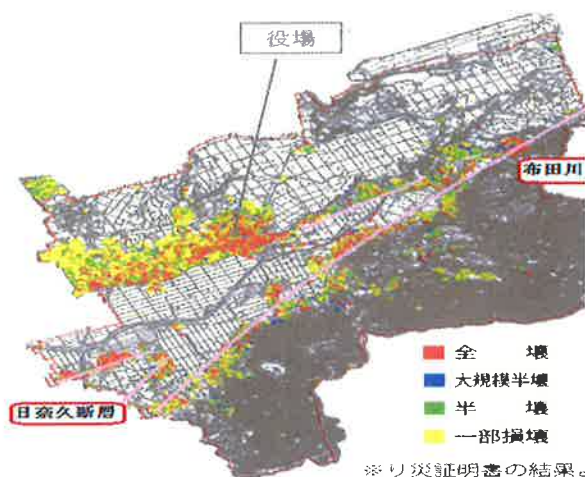 役場
布田川
日奈久断層
全　　壊
大規模半壊
半　　壊
一部損壊
※り災証明書の結果よ